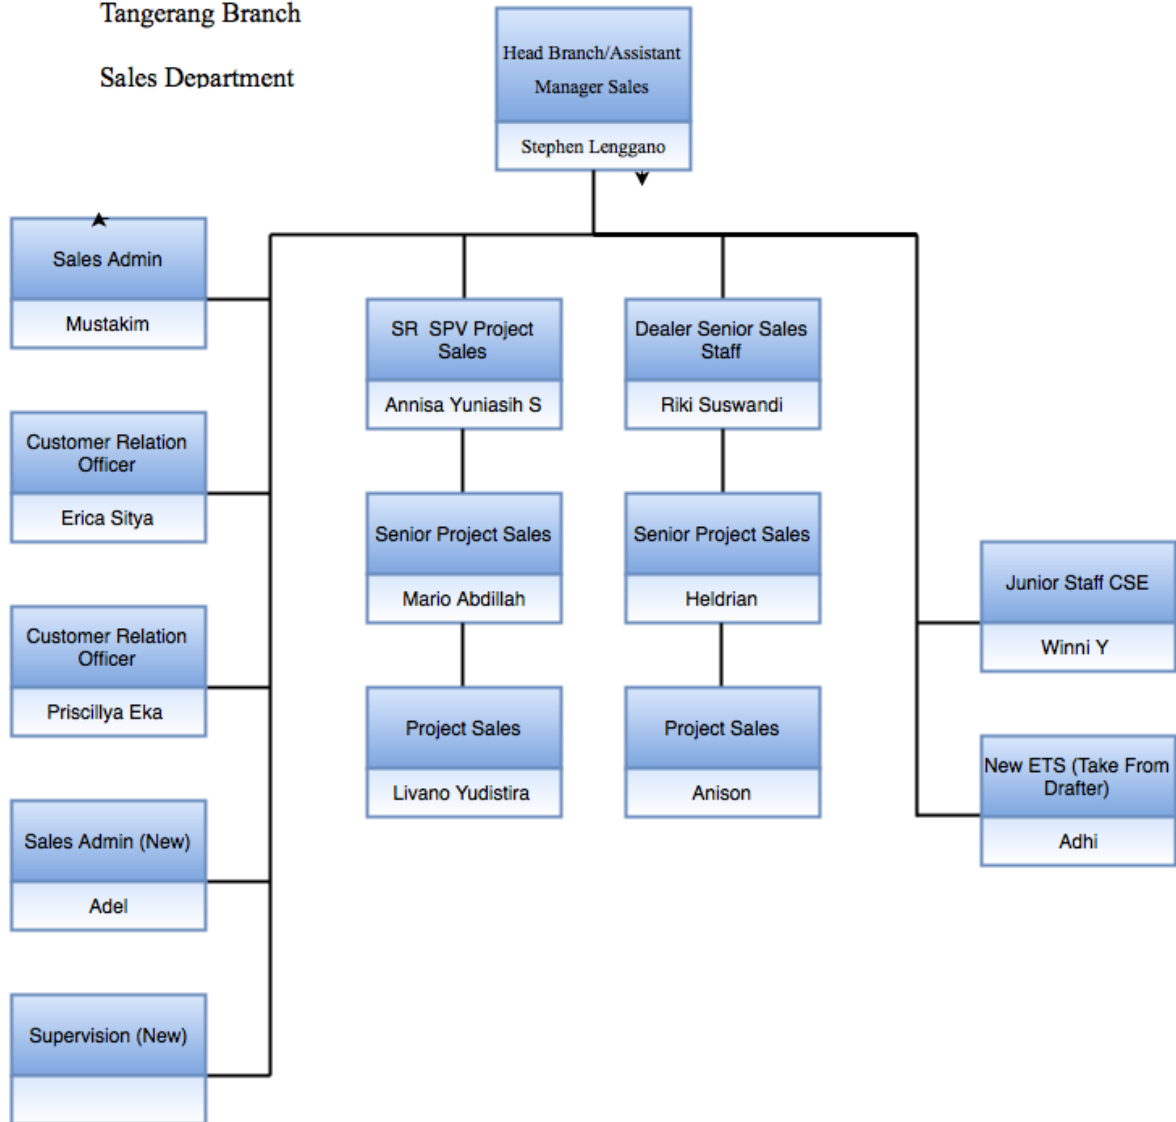 Tangerang Branch
Sales Department
Head Branch/Assistant
Manager Sales
Stephen Lenggano
Sales Admin
Mustakim
Customer Relation
Officer
Erica Sitya
Customer Relation
Officer
Priscillya Eka
Sales Admin (New)
Adel
Supervision (New)
SR SPV Project
Sales
Annisa Yuniasih S
Senior Project Sales
Mario Abdillah
Project Sales
Livano Yudistira
Dealer Senior Sales
Staff
Riki Suswandi
Senior Project Sales
Heldrian
Project Sales
Anison
Junior Staff CSE
Winni Y
New ETS (Take From
Drafter)
Adhi